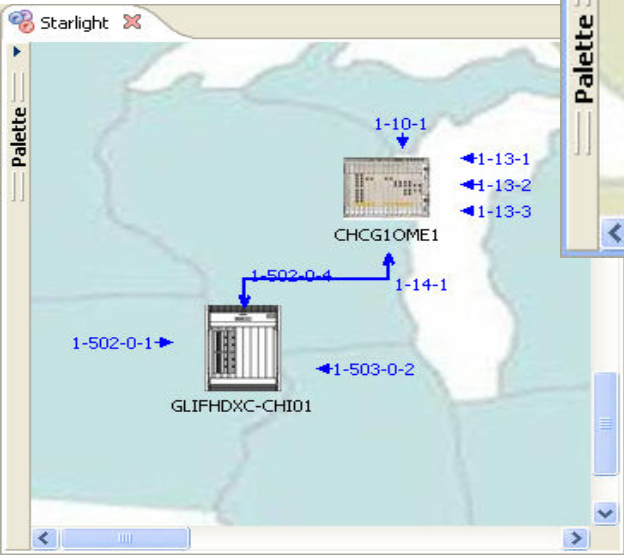 Starlight
Palette
Palette
1-10-1
1-13-1
1-13-2
1-13-3
CHCG1OME1
1-502-0-4
1-14-1
1-502-0-1
1-503-0-2
GLIFHDXC-CHI01